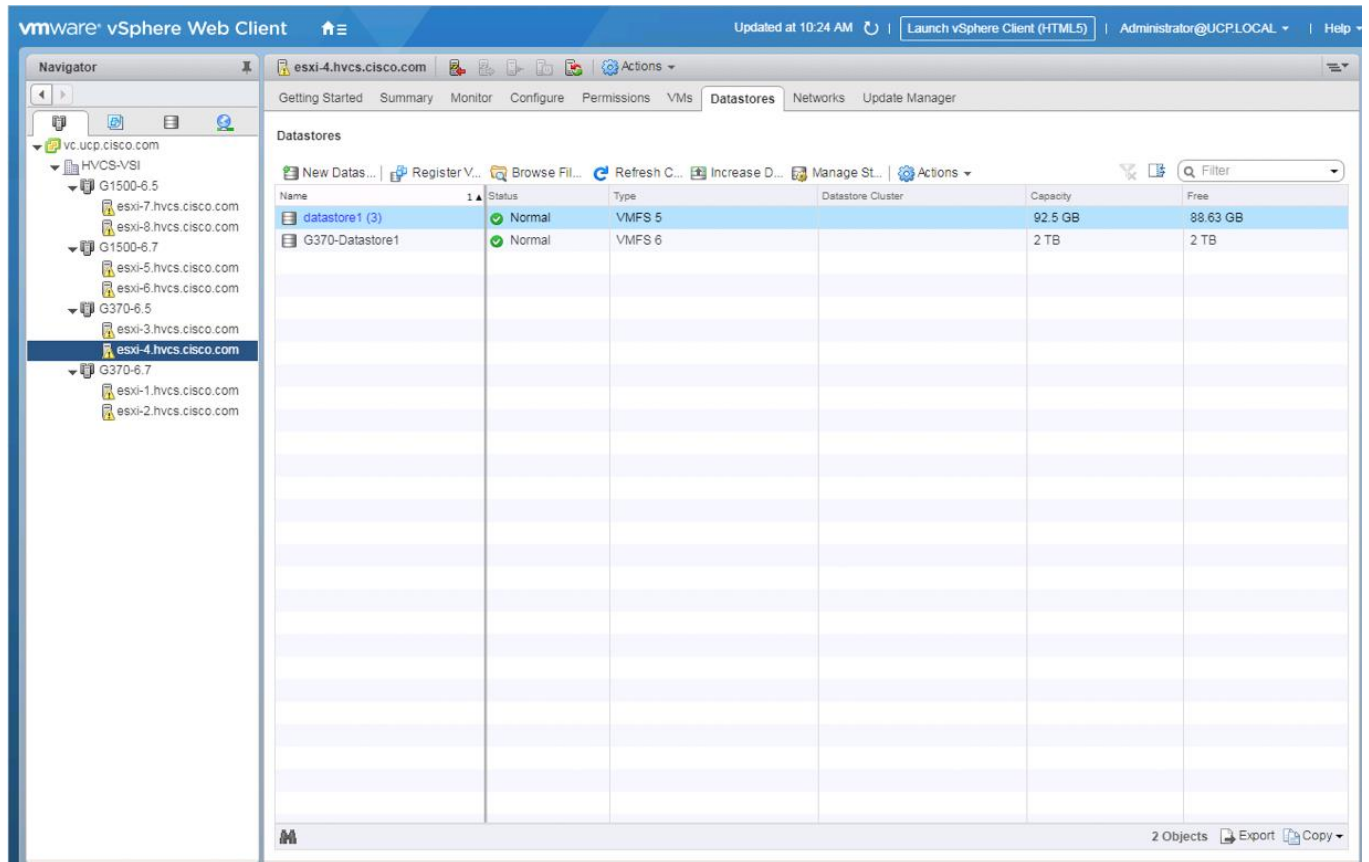 vmware® vSphere Web Client
Updated at 10:24 AM | Launch vSphere Client (HTML5) | Administrator@UCP.LOCAL | Help
Navigator
vc.ucp.cisco.com
HVCS-VSI
G1500-6.5
esxi-7.hvcs.cisco.com
esxi-8.hvcs.cisco.com
G1500-6.7
esxi-5.hvcs.cisco.com
esxi-6.hvcs.cisco.com
G370-6.5
esxi-3.hvcs.cisco.com
esxi-4.hvcs.cisco.com
G370-6.7
esxi-1.hvcs.cisco.com
esxi-2.hvcs.cisco.com
esxi-4.hvcs.cisco.com | Actions
Getting Started Summary Monitor Configure Permissions VMs Datastores Networks Update Manager
Datastores
New Datas... | Register V... Browse Fil... Refresh C... Increase D... Manage St... | Actions Filter
Name 1 Status Type Datastore Cluster Capacity Free
datastore1 (3) Normal VMFS 5 92.5 GB 88.63 GB
G370-Datastore1 Normal VMFS 6 2 TB 2 TB
2 Objects Export Copy